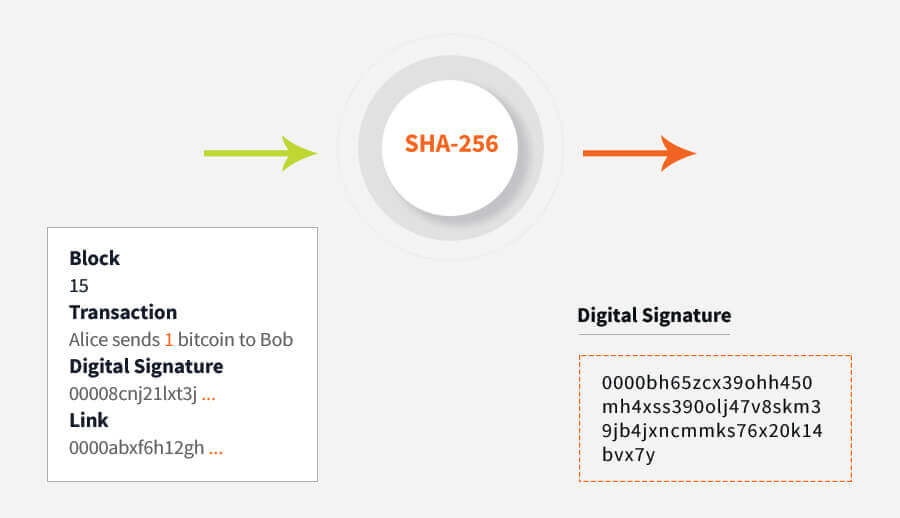 SHA-256
Block
15
Transaction
Alice sends 1 bitcoin to Bob
Digital Signature
00008cnj21lxt3j ...
Link
0000abxf6h12gh ...
Digital Signature
0000bh65zcx39ohh450
mh4xss390olj47v8skm3
9jb4jxncmmks76x20k14
bvx7y